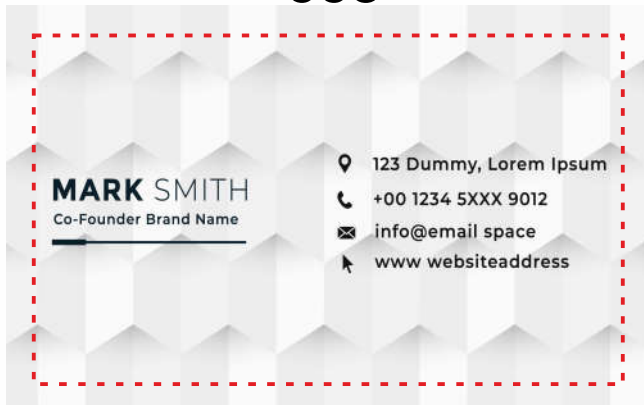 MARK SMITH
Co-Founder Brand Name
123 Dummy, Lorem Ipsum
+00 1234 5XXX 9012
info@email space
www websiteaddress